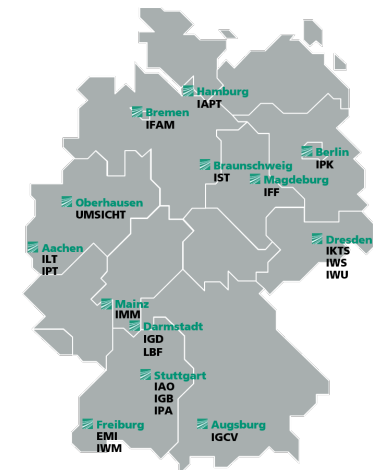 Hamburg
IAPT
Bremen
IFAM
Berlin
IPK
Braunschweig
IST
Magdeburg
IFF
Oberhausen
UMSICHT
Aachen
ILT
IPT
Dresden
IKTS
IWS
IWU
Mainz
IMM
Darmstadt
IGD
LBF
Stuttgart
IAO
IGB
IPA
Freiburg
EMI
IWM
Augsburg
IGCV